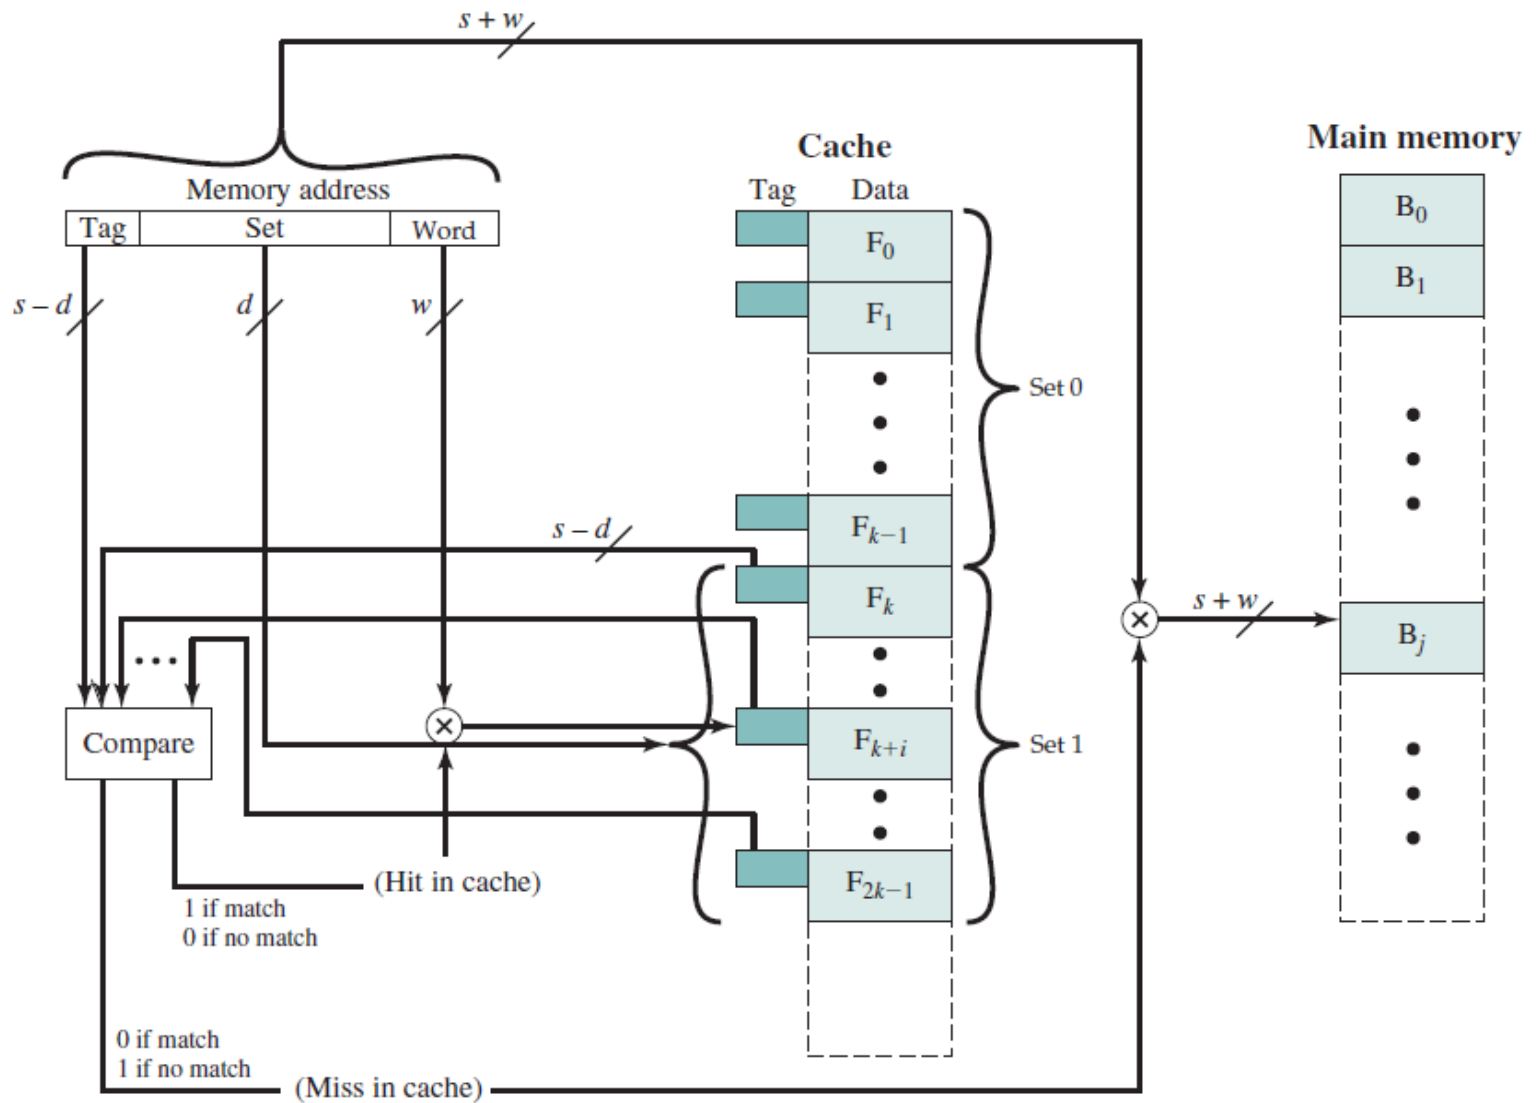 s + w
Cache
Main memory
Memory address
Tag Data
Tag Set Word
B0
F0
B1
s – d d w
F1
Set 0
Fk−1
s – d
Fk
s + w
Bj
Compare
Fk+i
Set 1
F2k−1
(Hit in cache)
1 if match
0 if no match
0 if match
1 if no match
(Miss in cache)